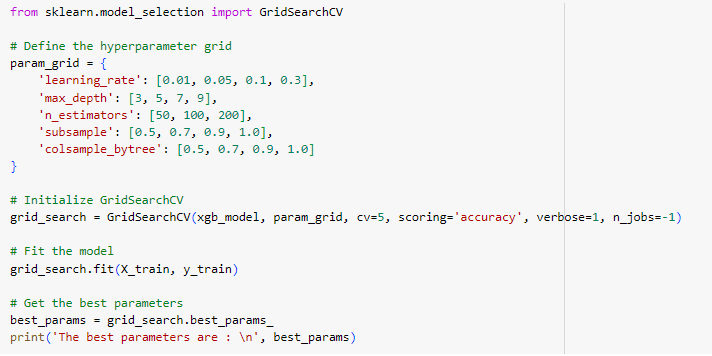 from sklearn.model_selection import GridSearchCV
# Define the hyperparameter grid
param_grid = {
    'learning_rate': [0.01, 0.05, 0.1, 0.3],
    'max_depth': [3, 5, 7, 9],
    'n_estimators': [50, 100, 200],
    'subsample': [0.5, 0.7, 0.9, 1.0],
    'colsample_bytree': [0.5, 0.7, 0.9, 1.0]
}
# Initialize GridSearchCV
grid_search = GridSearchCV(xgb_model, param_grid, cv=5, scoring='accuracy', verbose=1, n_jobs=-1)
# Fit the model
grid_search.fit(X_train, y_train)
# Get the best parameters
best_params = grid_search.best_params_
print('The best parameters are : \n', best_params)